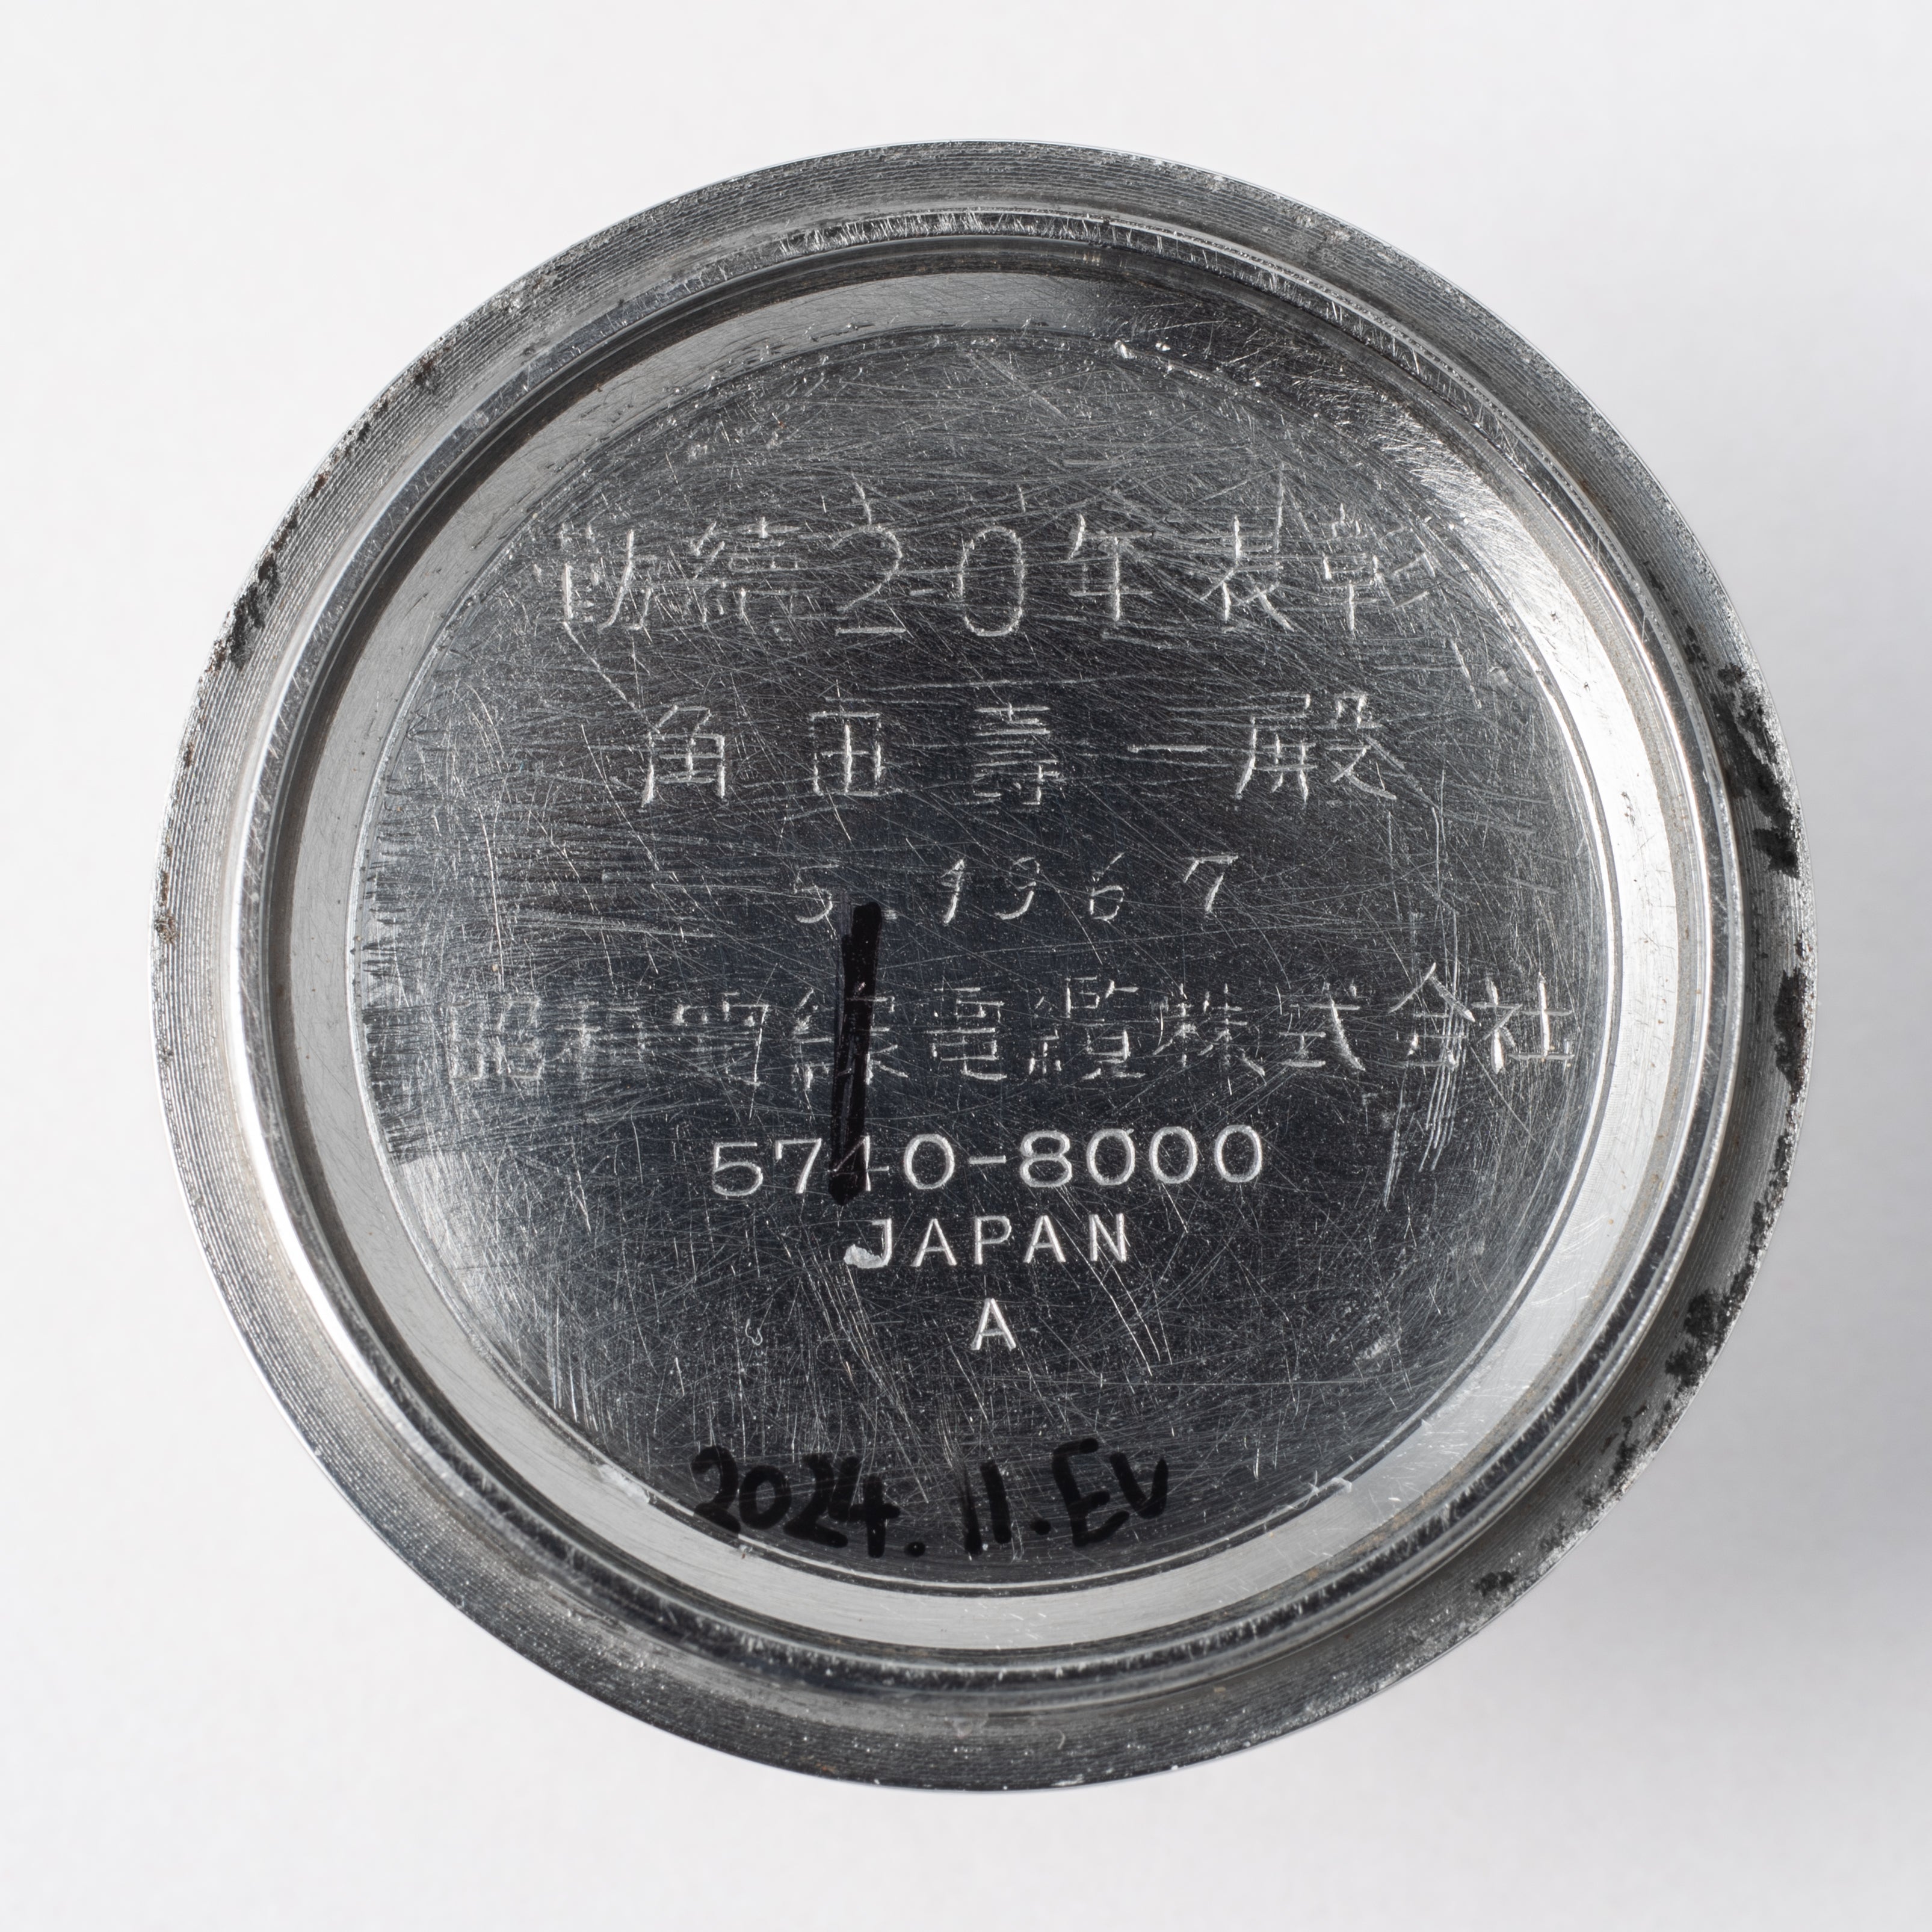 勤続20年表彰
角田壽一殿
5.1967
昭和電線電纜株式会社
5740-8000
JAPAN
A
2024.11.Ev